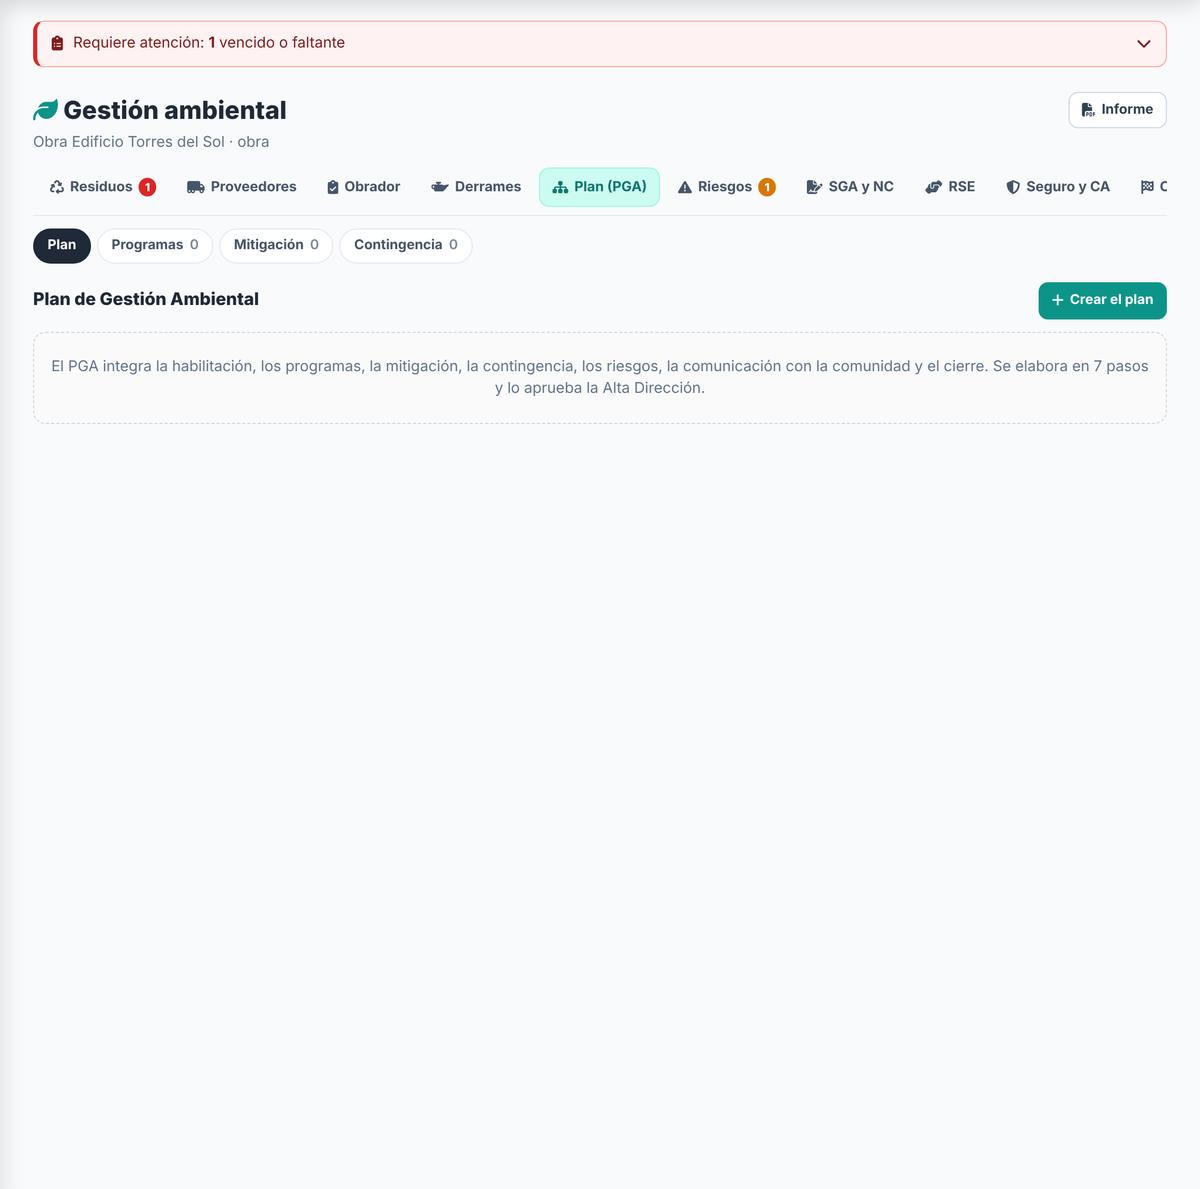 Requiere atención: 1 vencido o faltante
Gestión ambiental
Informe
Obra Edificio Torres del Sol · obra
Residuos 1 Proveedores Obrador Derrames Plan (PGA) Riesgos 1 SGA y NC RSE Seguro y CA C
Plan Programas 0 Mitigación 0 Contingencia 0
Plan de Gestión Ambiental
+ Crear el plan
El PGA integra la habilitación, los programas, la mitigación, la contingencia, los riesgos, la comunicación con la comunidad y el cierre. Se elabora en 7 pasos
y lo aprueba la Alta Dirección.